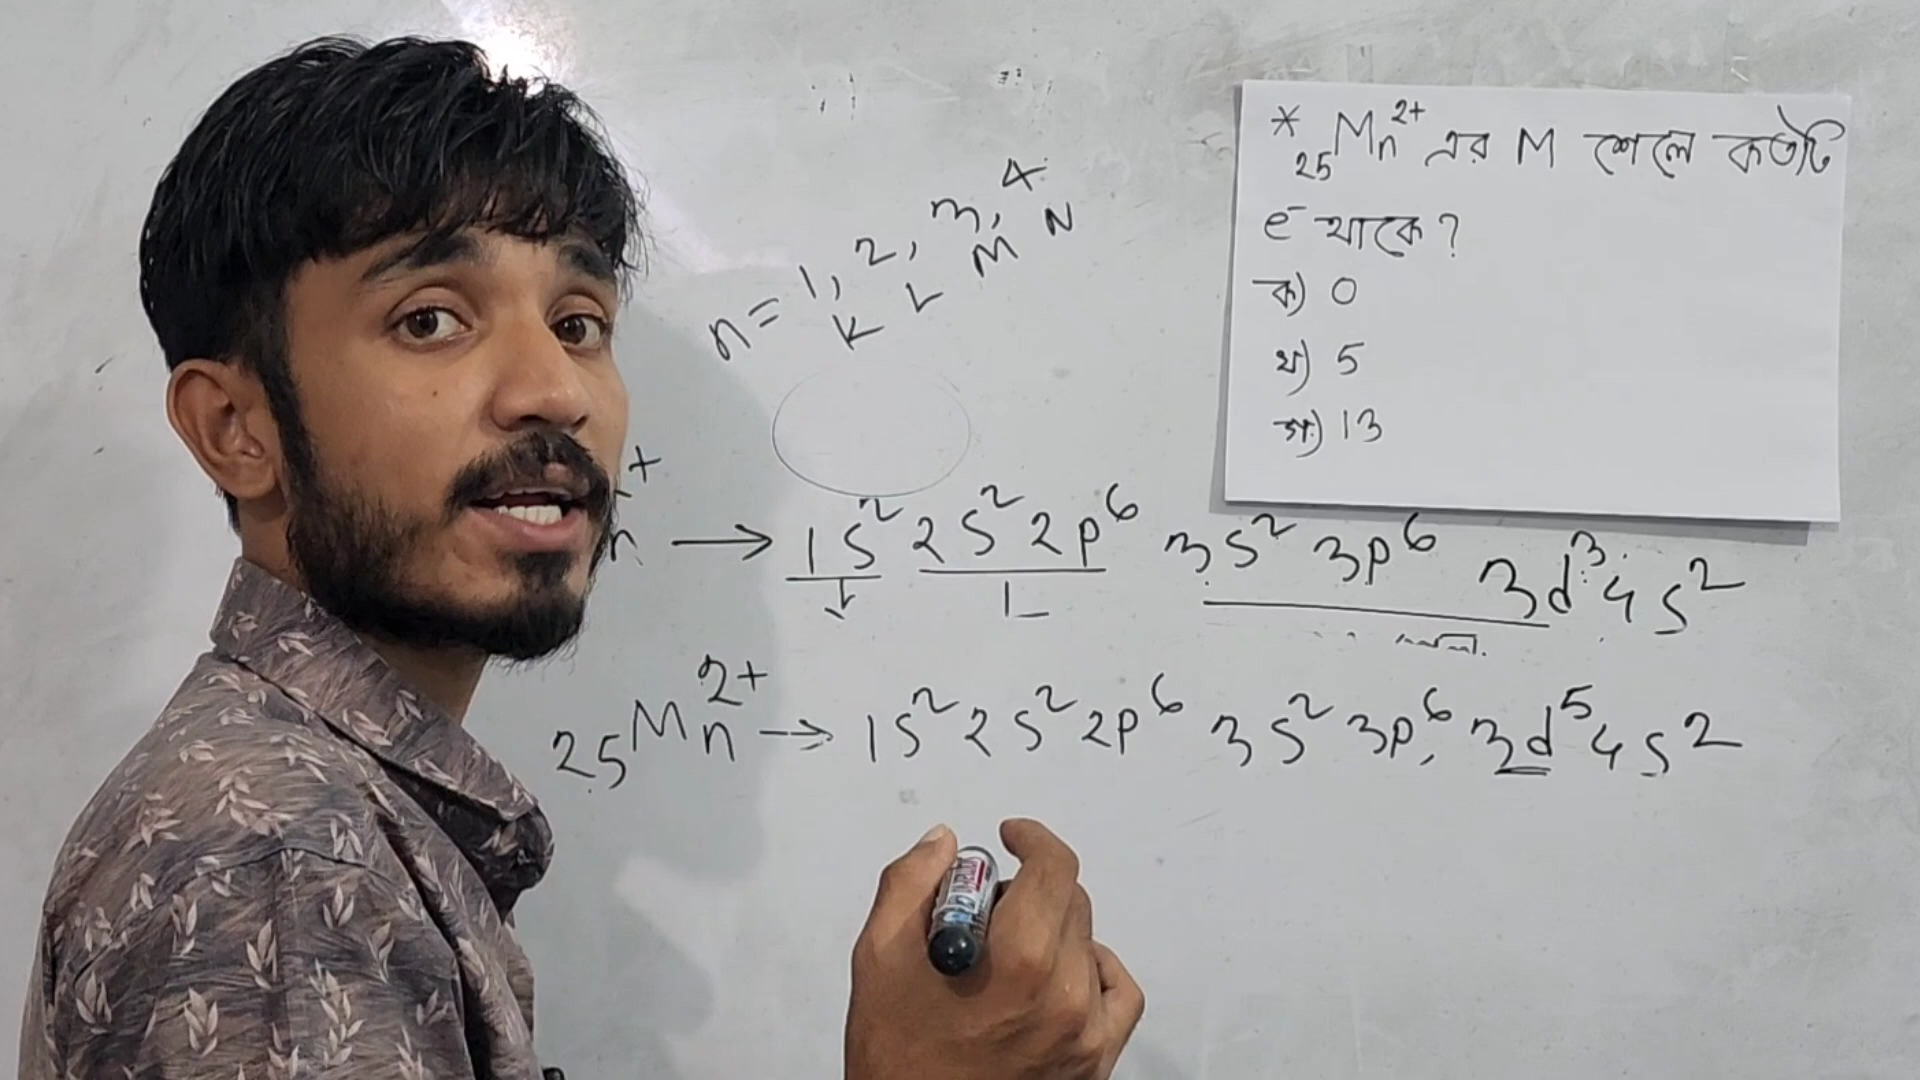 n = 1, 2, 3, 4
K L M N
* ₂₅Mn²⁺ এর M শেলে কতটি
e⁻ থাকে?
ক) 0
খ) 5
গ) 13
→ 1s² 2s² 2p⁶ 3s² 3p⁶ 3d³ 4s²
L
₂₅Mn²⁺ → 1s² 2s² 2p⁶ 3s² 3p⁶ 3d⁵ 4s²